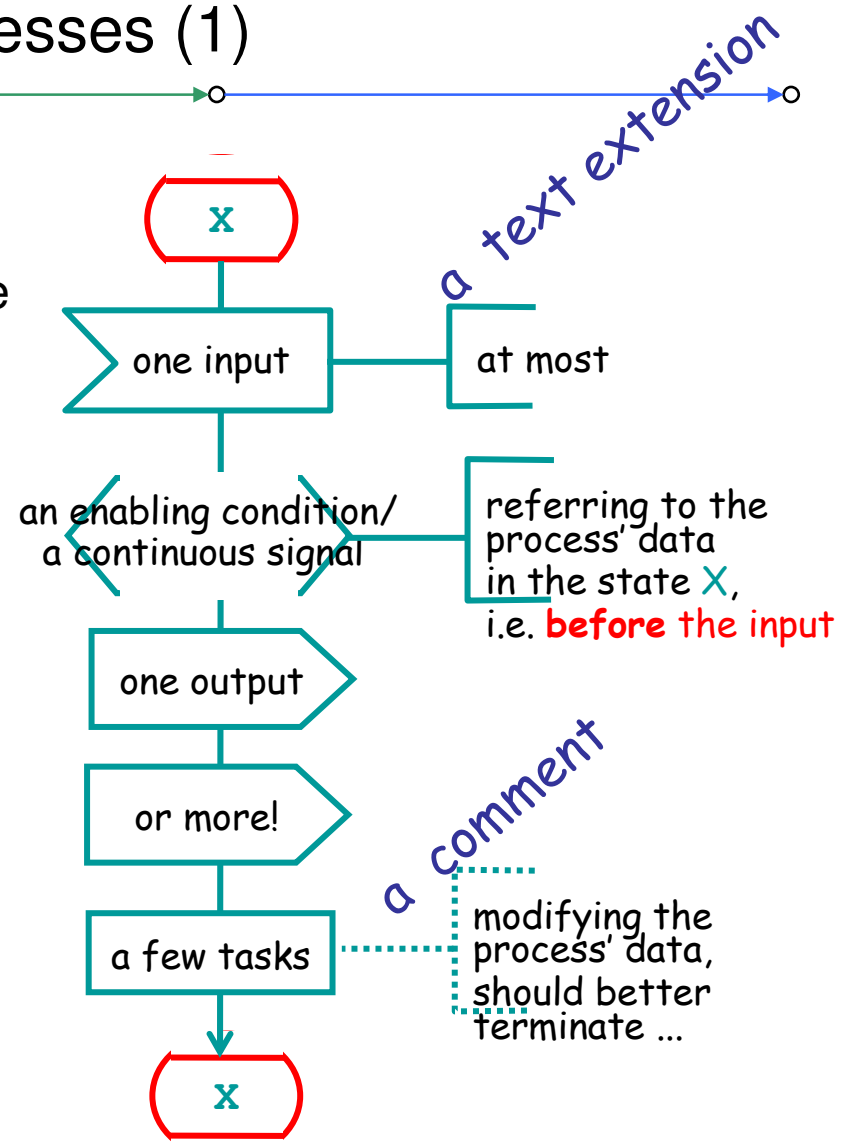 esses (1)
a text extension
x
e
one input
at most
an enabling condition/
a continuous signal
referring to the
process' data
in the state X,
i.e. before the input
one output
or more!
a comment
a few tasks
modifying the
process' data,
should better
terminate ...
x